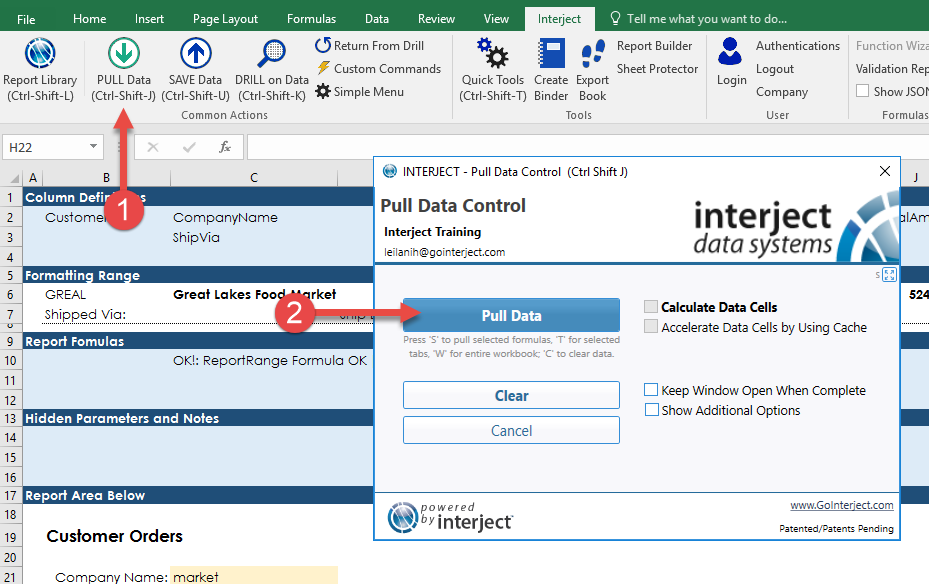 File Home Insert Page Layout Formulas Data Review View Interject Tell me what you want to do...
Report Library
(Ctrl-Shift-L)
PULL Data
(Ctrl-Shift-J)
SAVE Data
(Ctrl-Shift-U)
DRILL on Data
(Ctrl-Shift-K)
Return From Drill
Custom Commands
Simple Menu
Common Actions
Quick Tools
(Ctrl-Shift-T)
Create
Binder
Export
Book
Report Builder
Sheet Protector
Tools
Login
Authentications
Logout
Company
User
Function Wiza
Validation Rep
Show JSON
Formulas
H22 fx
A B C J
1 Column Def s
1
2 Customer CompanyName alAm
3 ShipVia
4
5 Formatting Range
6 GREAL Great Lakes Food Market 524
7 Shipped Via: Ship
8
9 Report Fomulas
10 OK!: ReportRange Formula OK
11
12
13 Hidden Parameters and Notes
14
15
16
17 Report Area Below
18
19 Customer Orders
20
21 Company Name: market
INTERJECT - Pull Data Control (Ctrl Shift J)
Pull Data Control
Interject Training
leilanih@gointerject.com
interject
data systems
S
2
Pull Data
Press 'S' to pull selected formulas, 'T' for selected
tabs, 'W' for entire workbook; 'C' to clear data.
Clear
Cancel
Calculate Data Cells
Accelerate Data Cells by Using Cache
Keep Window Open When Complete
Show Additional Options
powered
by interject
www.GoInterject.com
Patented/Patents Pending